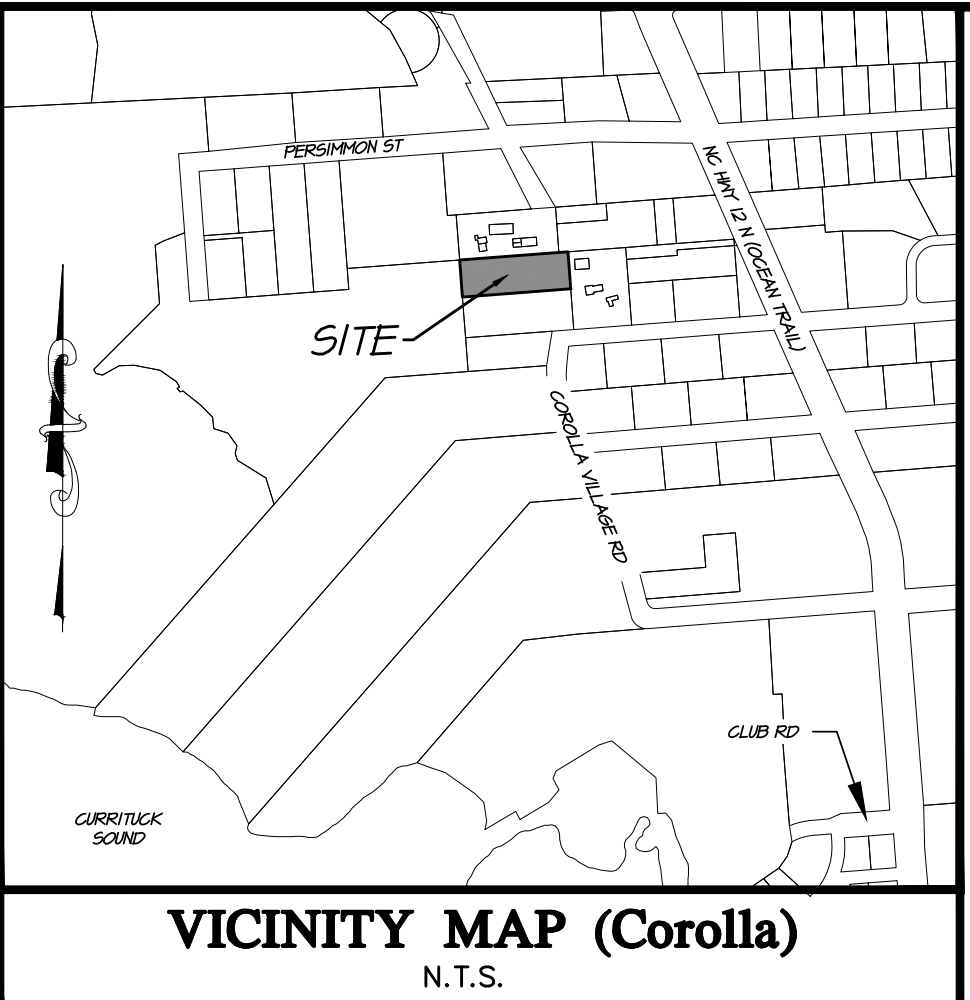 PERSIMMON ST
NC HWY 12 N (OCEAN TRAIL)
SITE
COROLLA VILLAGE RD
CLUB RD
CURRITUCK
SOUND
VICINITY MAP (Corolla)
N.T.S.